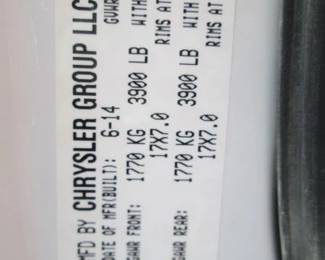 MFD BY CHRYSLER GROUP LLC
DATE OF MFR(BUILT): 6-14 GVWR
GAWR FRONT: 1770 KG 3900 LB WITH
17X7.0 RIMS AT
GAWR REAR: 1770 KG 3900 LB WITH
17X7.0 RIMS AT